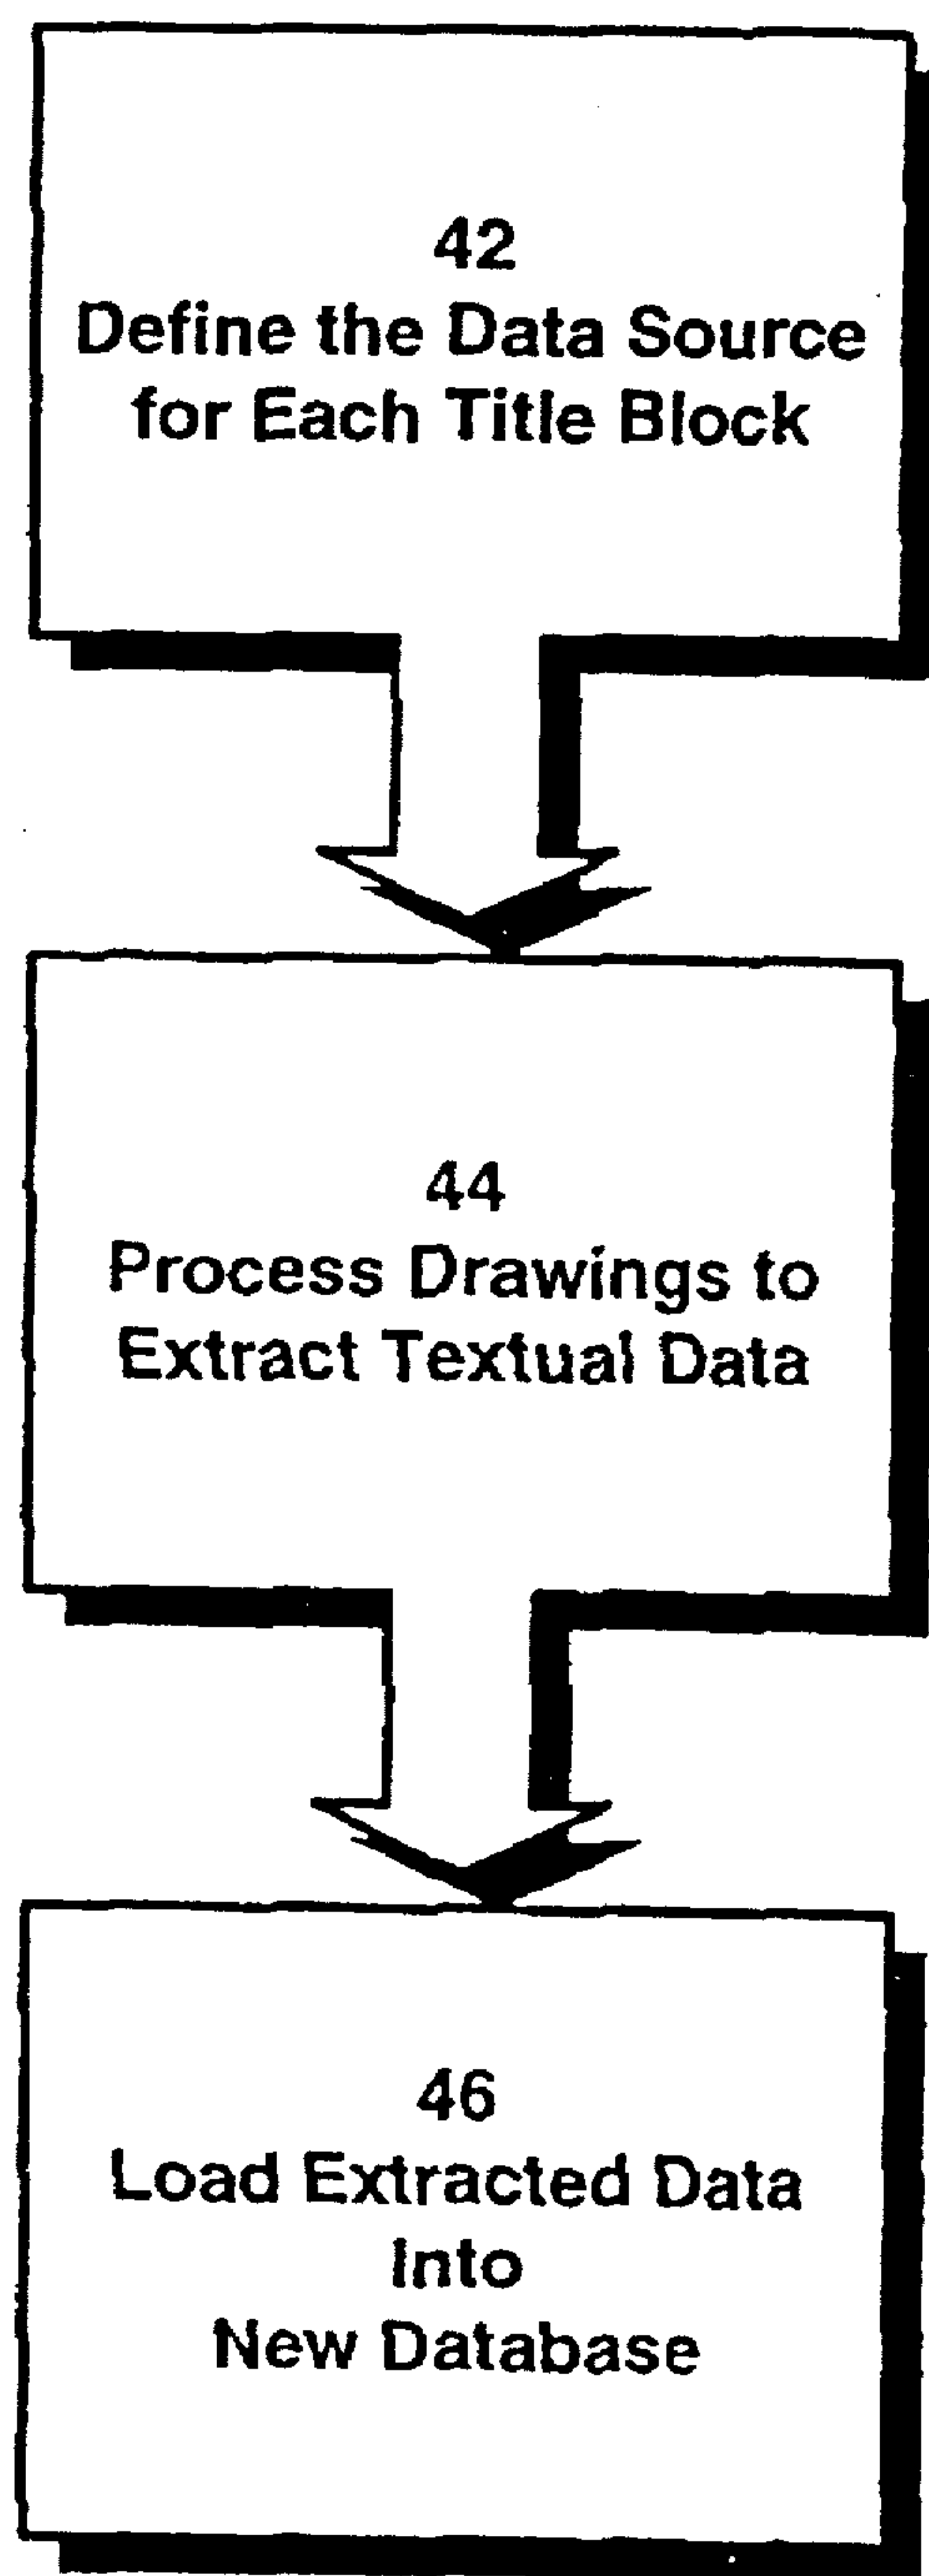 42
Define the Data Source
for Each Title Block
44
Process Drawings to
Extract Textual Data
46
Load Extracted Data
Into
New Database